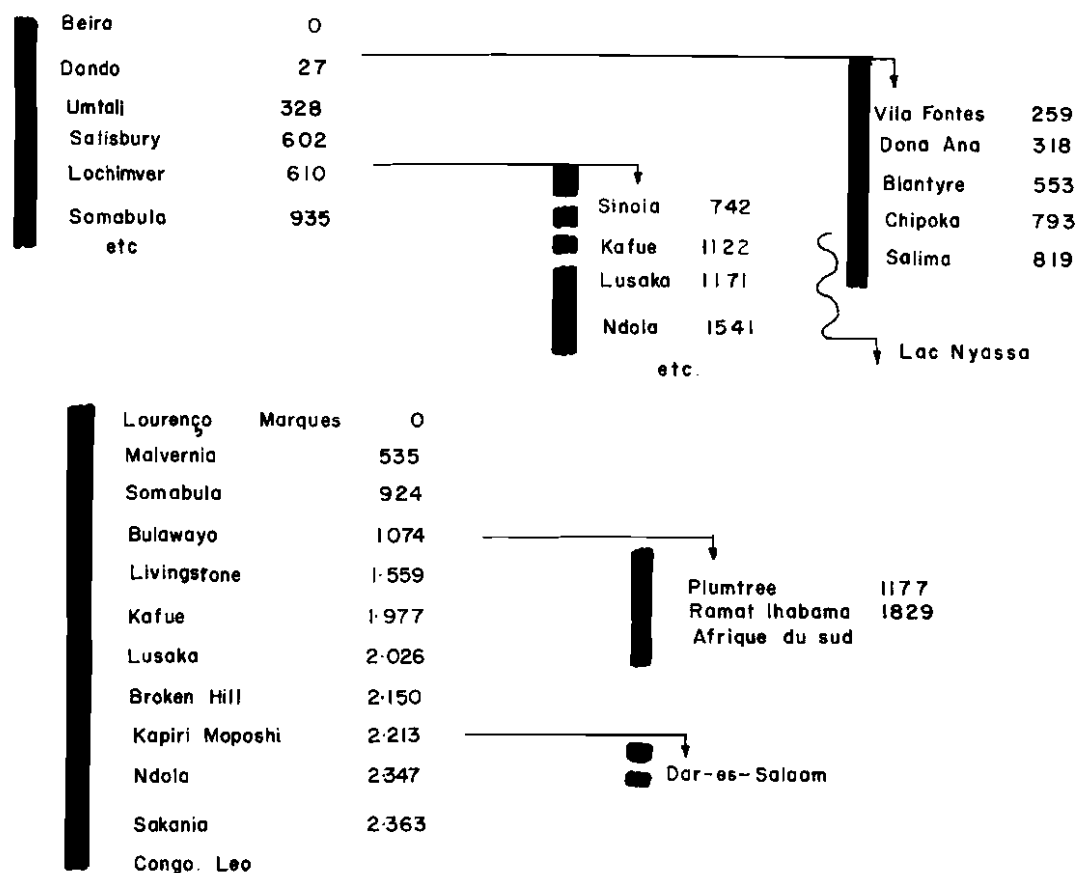 Beira 0
Dondo 27
Umtali 328
Salisbury 602
Lochimver 610
Somabula 935
etc
Vila Fontes 259
Dona Ana 318
Blantyre 553
Chipoka 793
Salima 819
Lac Nyassa
Sinoia 742
Kafue 1122
Lusaka 1171
Ndola 1541
etc.
Lourenço Marques 0
Malvernia 535
Somabula 924
Bulawayo 1074
Livingstone 1·559
Kafue 1·977
Lusaka 2·026
Broken Hill 2·150
Kapiri Moposhi 2·213
Ndola 2·347
Sakania 2·363
Congo. Leo
Plumtree 1177
Ramat Ihabama 1829
Afrique du sud
Dar-es-Salaam